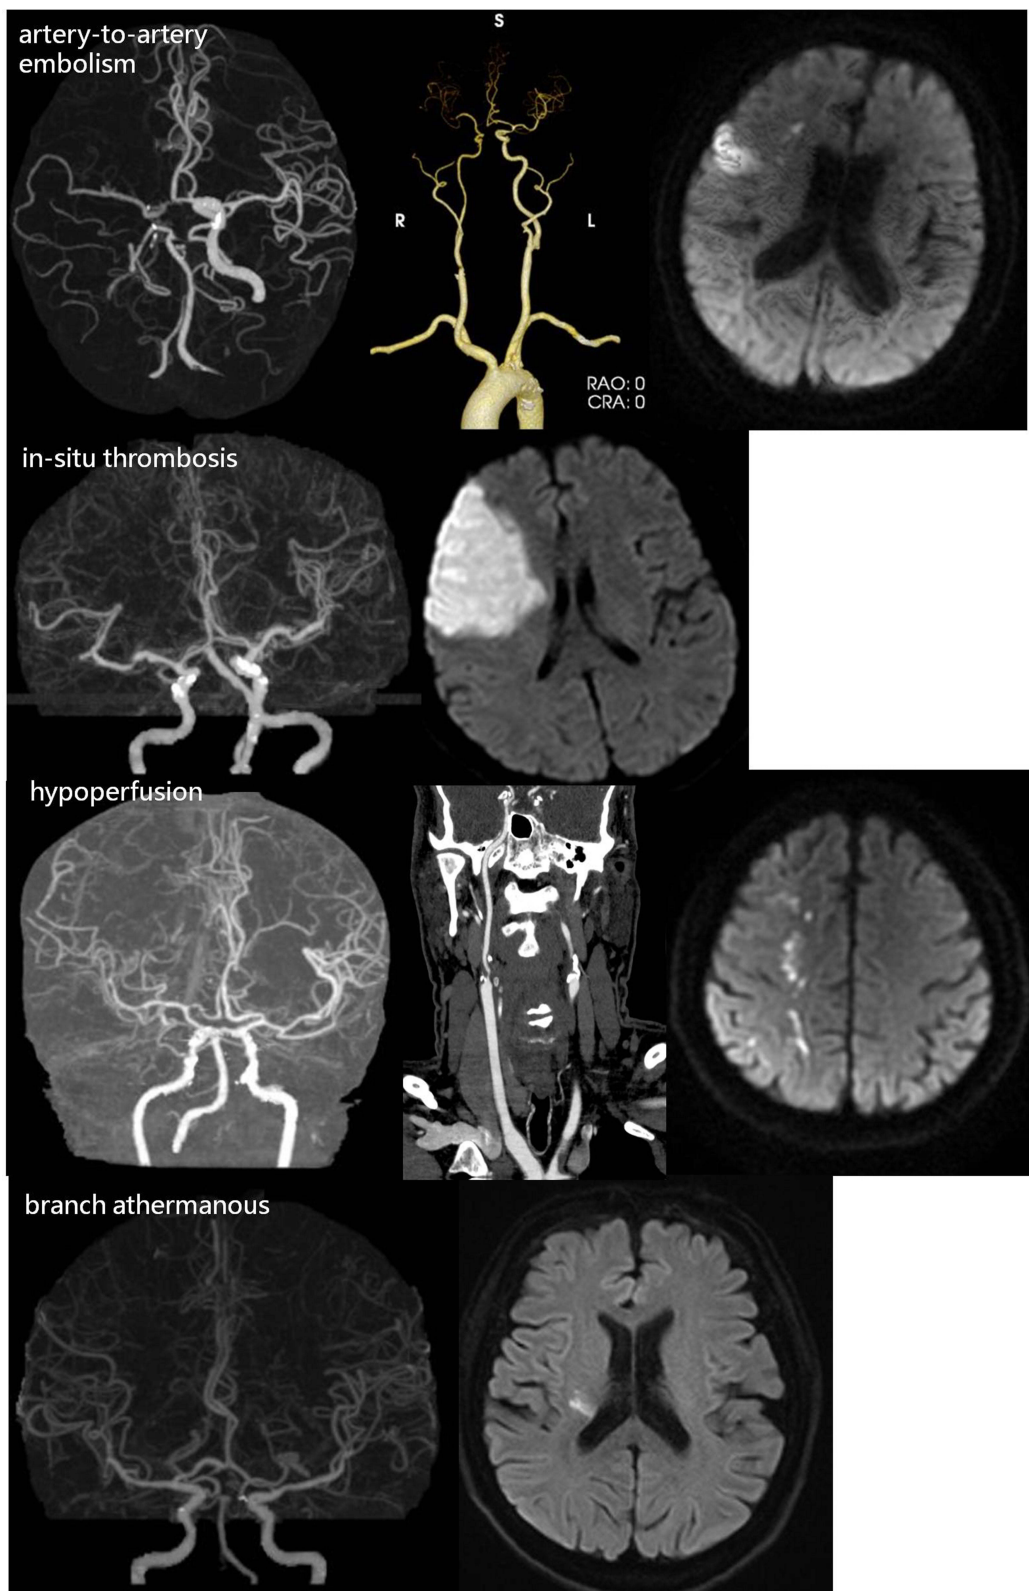 artery-to-artery
embolism
S
R
L
RAO: 0
CRA: 0
in-situ thrombosis
hypoperfusion
branch athermanous